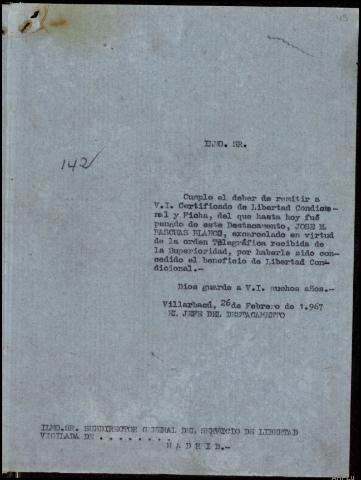 ILMO. SR.
142
Cumplo el deber de remitir a
V.I. Certificado de Libertad Condicio-
nal y Ficha, del que hasta hoy fué
penado de este Destacamento, JOSE M.
PASCUAS BLANCO, excarcelado en virtud
de la orden Telegráfica recibida de
la Superioridad, por haberle sido con-
cedido el beneficio de Libertad Con-
dicional.-
Dios guarde a V.I. muchos años.-
Villarbacú, 26 de Febrero de 1.967
EL JEFE DEL DESTACAMENTO
ILMO.SR. SUBDIRECTOR GENERAL DEL SERVICIO DE LIBERTAD
VIGILADA DE . . . . . . . .
M A D R I D.-